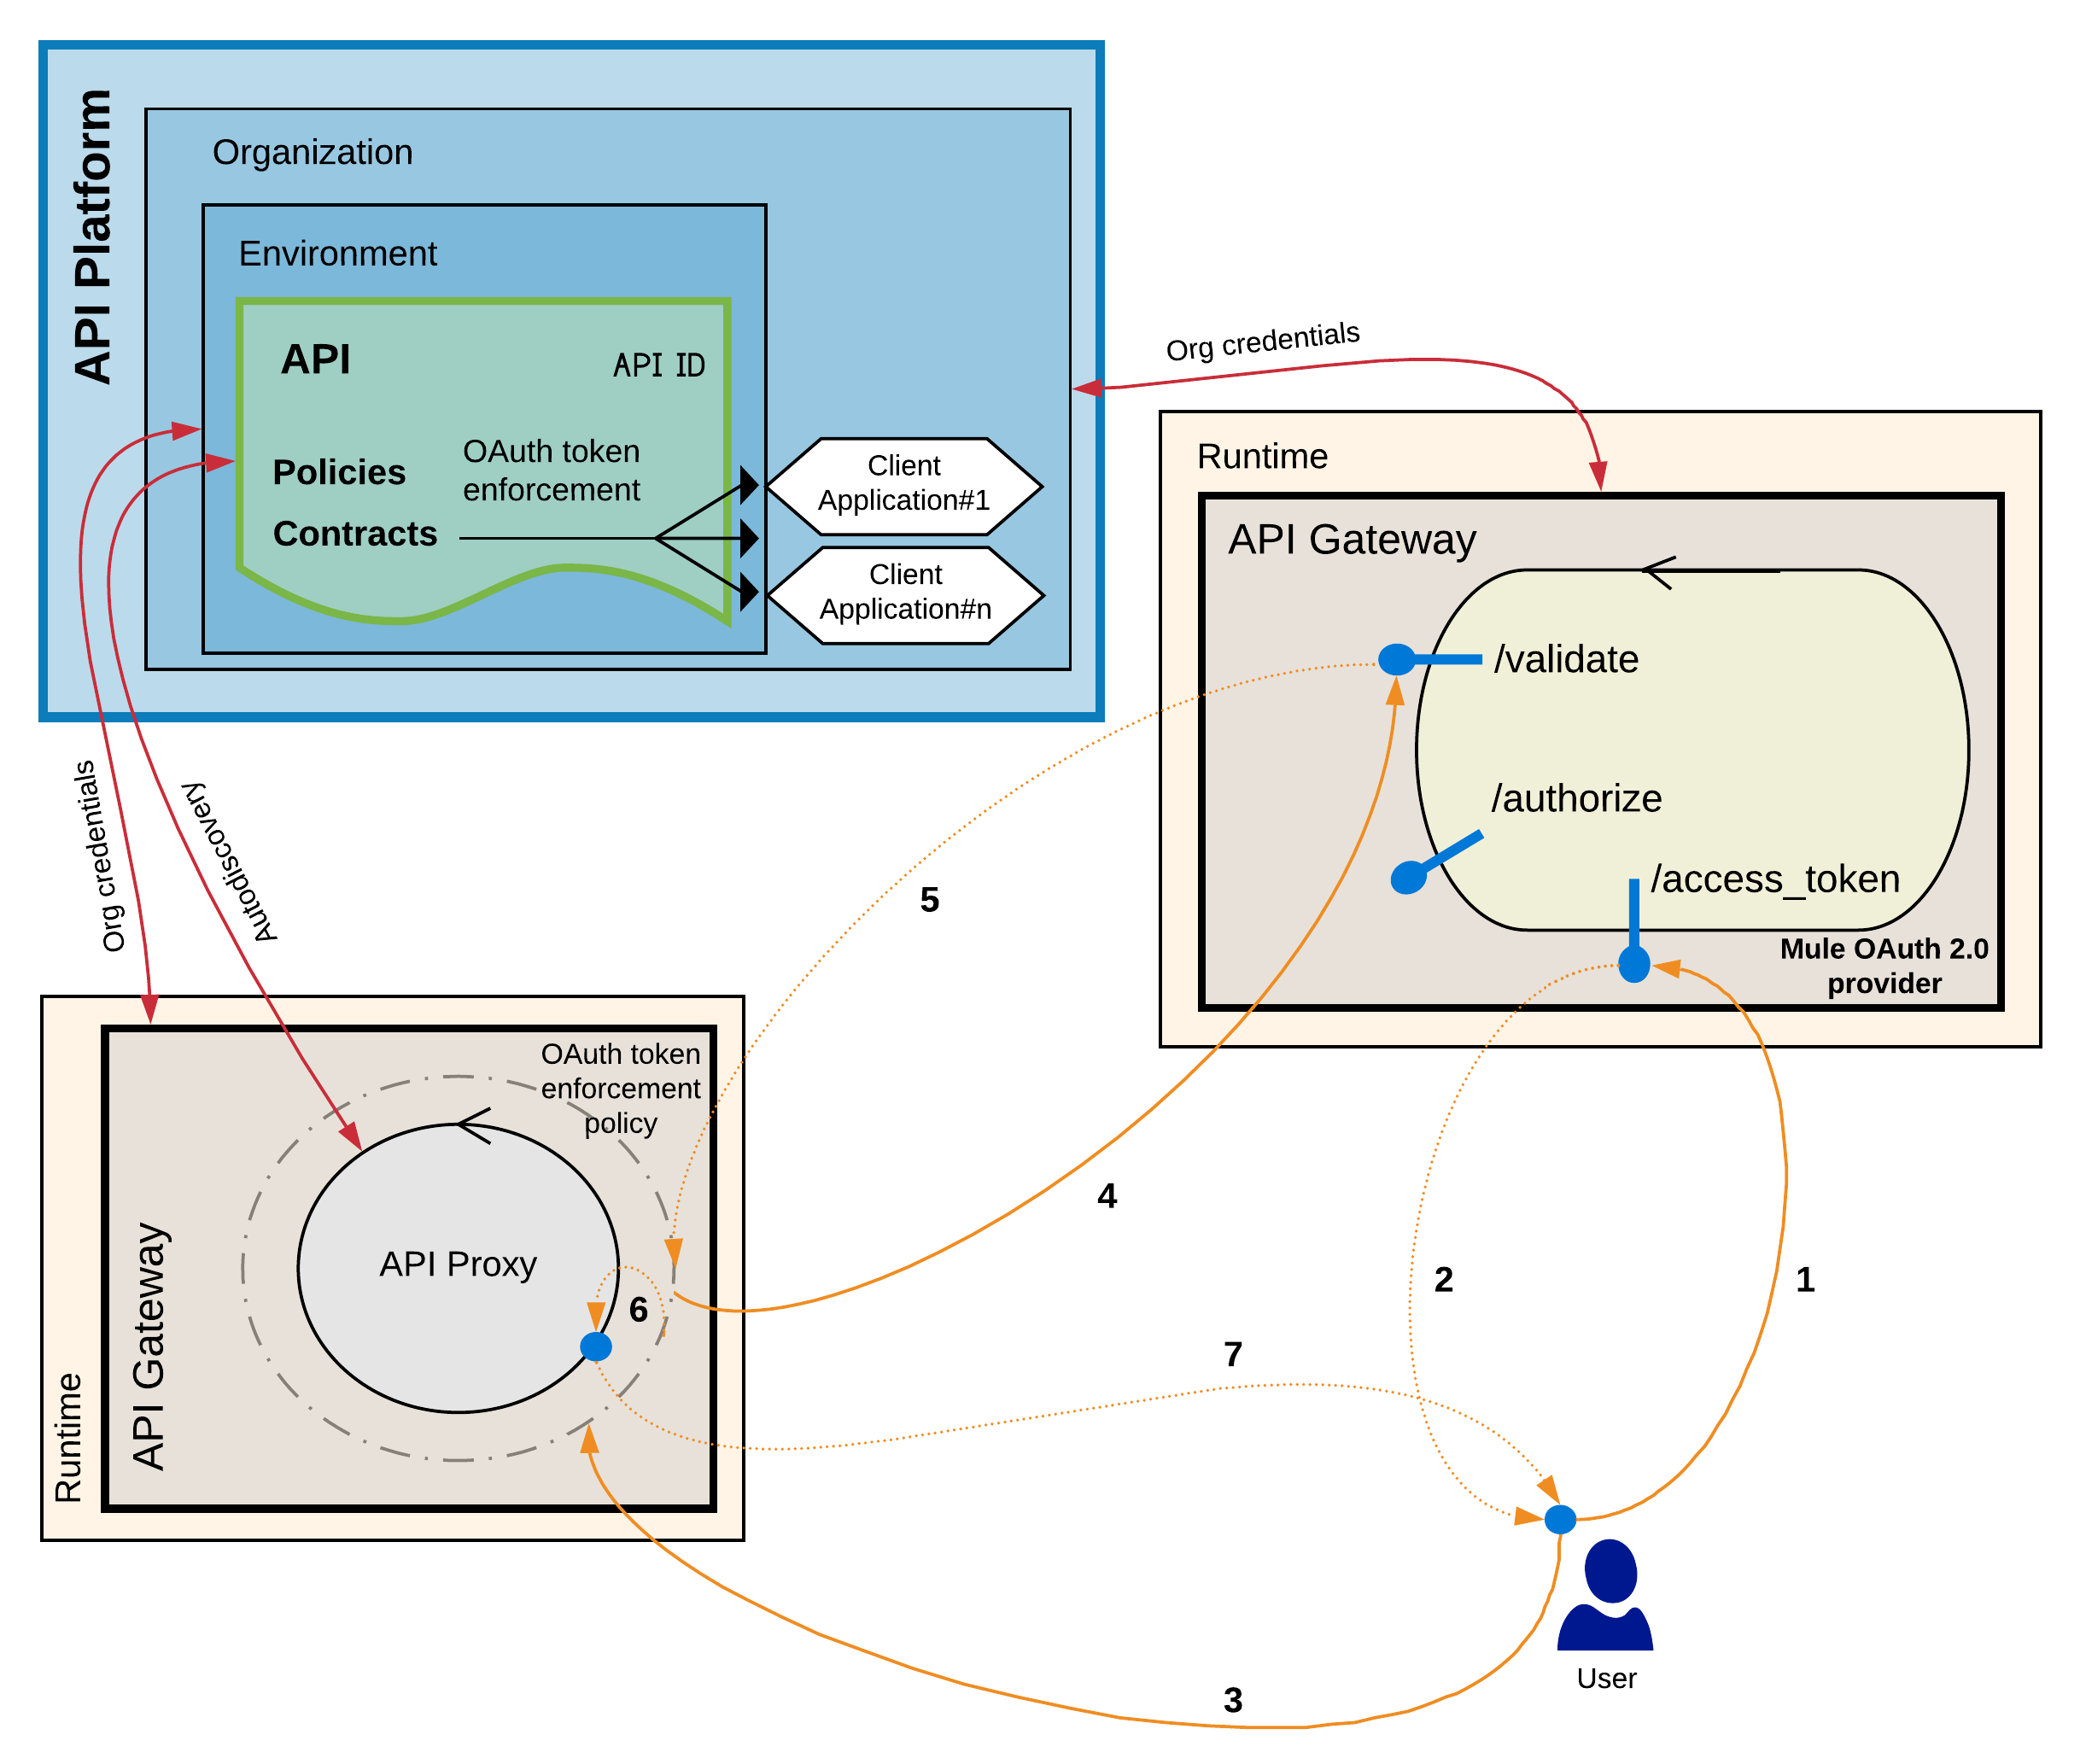 API Platform
Organization
Environment
API
API ID
Policies
OAuth token
enforcement
Contracts
Client
Application#1
Client
Application#n
Org credentials
Runtime
API Gateway
/validate
/authorize
/access_token
Mule OAuth 2.0
provider
Org credentials
Autodiscovery
5
OAuth token
enforcement
policy
API Proxy
API Gateway
Runtime
6
4
2
1
7
3
User